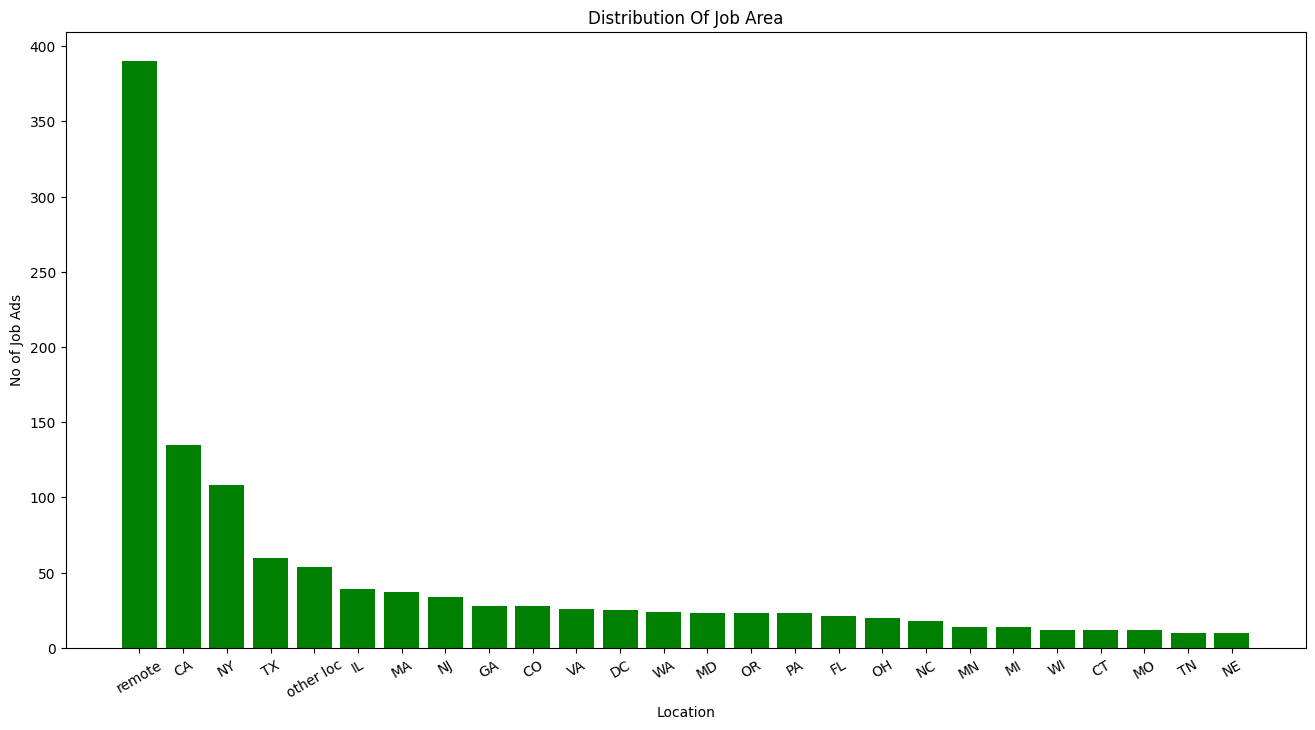 Distribution Of Job Area
No of Job Ads
400
350
300
250
200
150
100
50
0
remote CA NY TX other loc IL MA NJ GA CO VA DC WA MD OR PA FL OH NC MN MI WI CT MO TN NE
Location